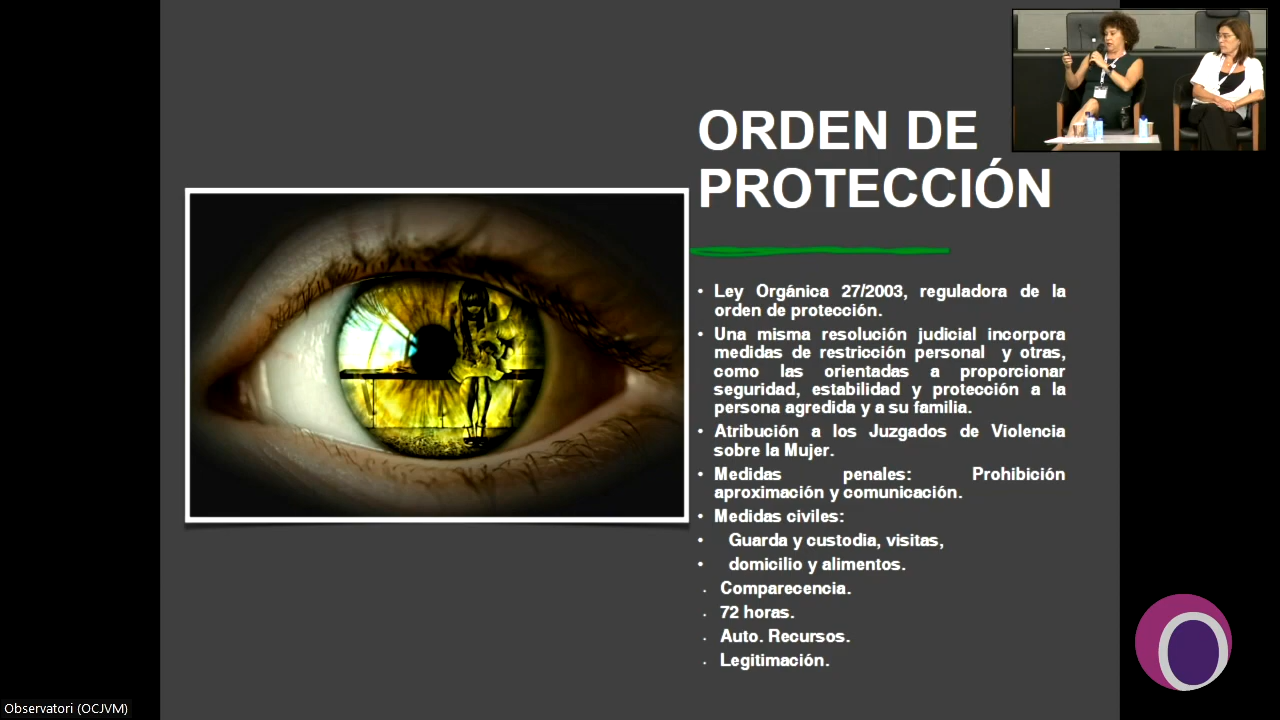 ORDEN DE
PROTECCIÓN
• Ley Orgánica 27/2003, reguladora de la
orden de protección.
• Una misma resolución judicial incorpora
medidas de restricción personal y otras,
como las orientadas a proporcionar
seguridad, estabilidad y protección a la
persona agredida y a su familia.
• Atribución a los Juzgados de Violencia
sobre la Mujer.
• Medidas penales: Prohibición
aproximación y comunicación.
• Medidas civiles:
• Guarda y custodia, visitas,
• domicilio y alimentos.
. Comparecencia.
. 72 horas.
. Auto. Recursos.
. Legitimación.
Observatori (OCJVM)